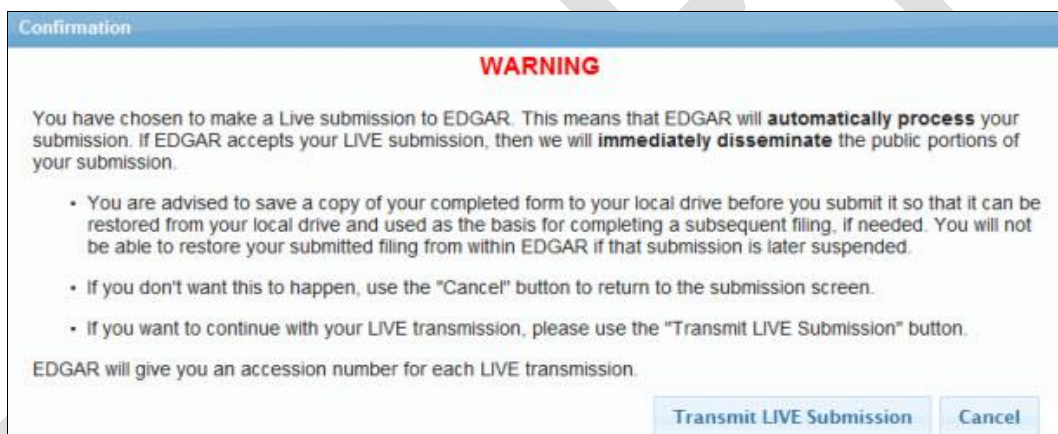 Confirmation
WARNING
You have chosen to make a Live submission to EDGAR. This means that EDGAR will automatically process your
submission. If EDGAR accepts your LIVE submission, then we will immediately disseminate the public portions of
your submission.
• You are advised to save a copy of your completed form to your local drive before you submit it so that it can be
restored from your local drive and used as the basis for completing a subsequent filing, if needed. You will not
be able to restore your submitted filing from within EDGAR if that submission is later suspended.
• If you don't want this to happen, use the "Cancel" button to return to the submission screen.
• If you want to continue with your LIVE transmission, please use the "Transmit LIVE Submission" button.
EDGAR will give you an accession number for each LIVE transmission.
Transmit LIVE Submission Cancel